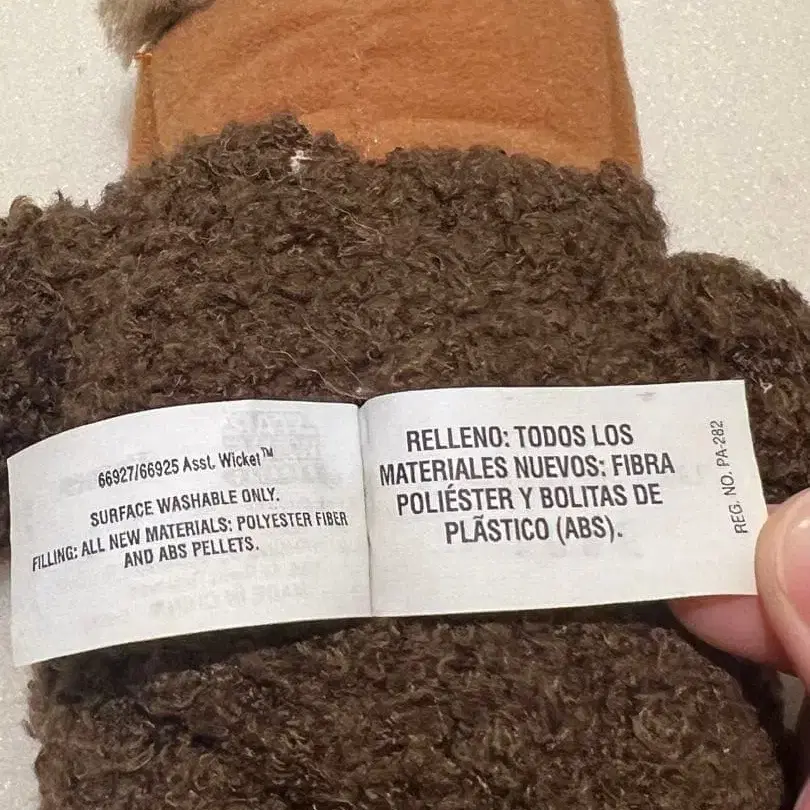 66927/66925 Asst. Wicket™
SURFACE WASHABLE ONLY.
FILLING: ALL NEW MATERIALS: POLYESTER FIBER
AND ABS PELLETS.
RELLENO: TODOS LOS
MATERIALES NUEVOS: FIBRA
POLIÉSTER Y BOLITAS DE
PLÃSTICO (ABS).
REG. NO. PA-282